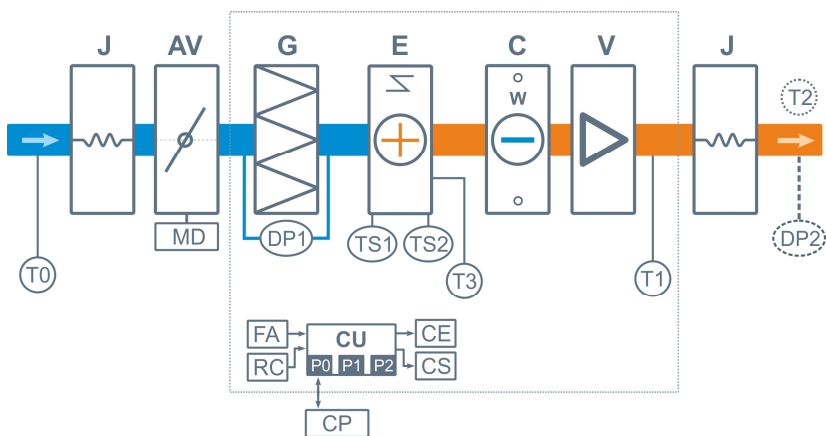 J AV G E C V J
W
T2
MD DP1 TS1 TS2 DP2
T0 T3 T1
FA CU CE
RC P0 P1 P2 CS
CP